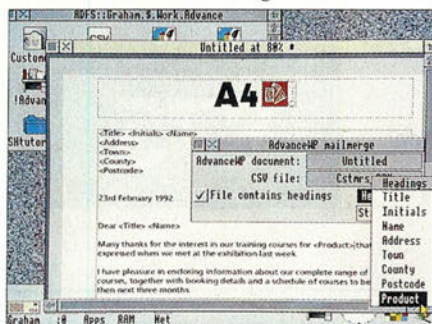 ADFS::Graham.$.Work.Advance
CSV
Untitled at 80% *
A4
<Title> <Initials> <Name>
<Address>
<Town>
<County>
<Postcode>
AdvanceWP mailmerge
AdvanceWP document: Untitled
CSV file:
File contains headings
Headings
Title
Initials
Name
Address
Town
County
Postcode
Product
23rd February 1992
Dear <Title> <Name>
Many thanks for the interest in our training courses for <Product> that
expressed when we met at the exhibition last week.
I have pleasure in enclosing information about our complete range of
courses, together with booking details and a schedule of courses to be
then next three months.
Graham :0 Apps RAM Net